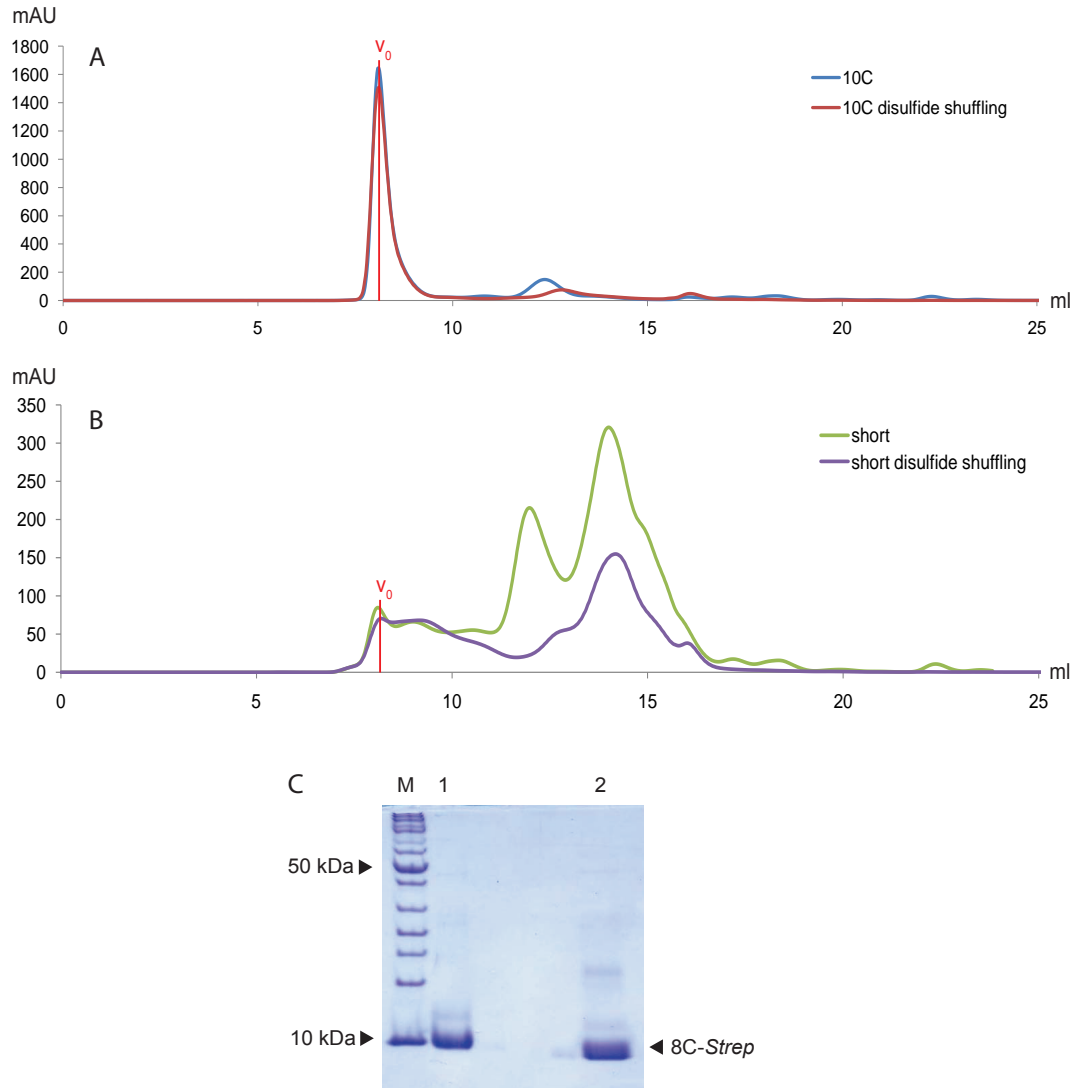 mAU
A
V0
1800
1600
1400
1200
1000
800
600
400
200
0
10C
10C disulfide shuffling
0 5 10 15 20 25 ml
mAU
B
350
300
250
200
150
100
50
0
short
short disulfide shuffling
V0
0 5 10 15 20 25 ml
C M 1 2
50 kDa
10 kDa
8C-Strep